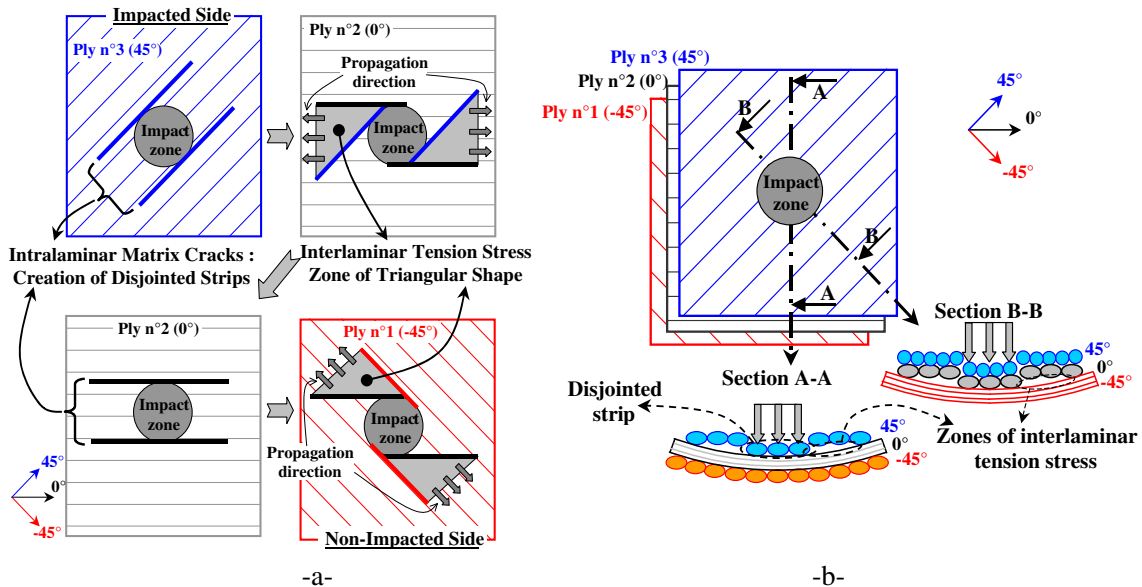 Impacted Side
Ply n°3 (45°)
Impact
zone
Ply n°2 (0°)
Propagation
direction
Impact
zone
Intralaminar Matrix Cracks :
Creation of Disjointed Strips
Interlaminar Tension Stress
Zone of Triangular Shape
Ply n°2 (0°)
Impact
zone
45°
0°
-45°
Ply n°1 (-45°)
Impact
zone
Propagation
direction
Non-Impacted Side
-a-
Ply n°3 (45°)
Ply n°2 (0°)
Ply n°1 (-45°)
A
B
Impact
zone
B
A
45°
0°
-45°
Section A-A
Section B-B
45°
0°
-45°
Disjointed
strip
45°
0°
-45°
Zones of interlaminar
tension stress
-b-